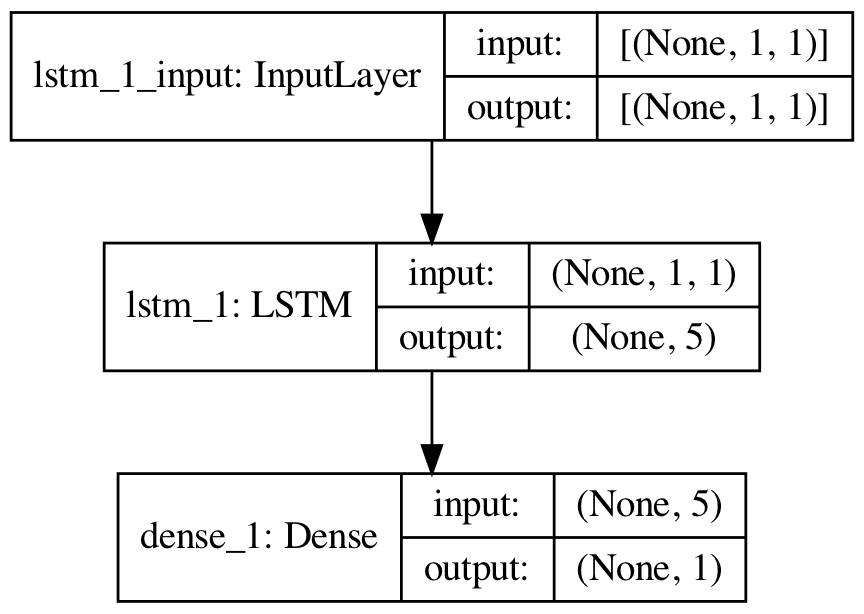 lstm_1_input: InputLayer
input: [(None, 1, 1)]
output: [(None, 1, 1)]
lstm_1: LSTM
input: (None, 1, 1)
output: (None, 5)
dense_1: Dense
input: (None, 5)
output: (None, 1)